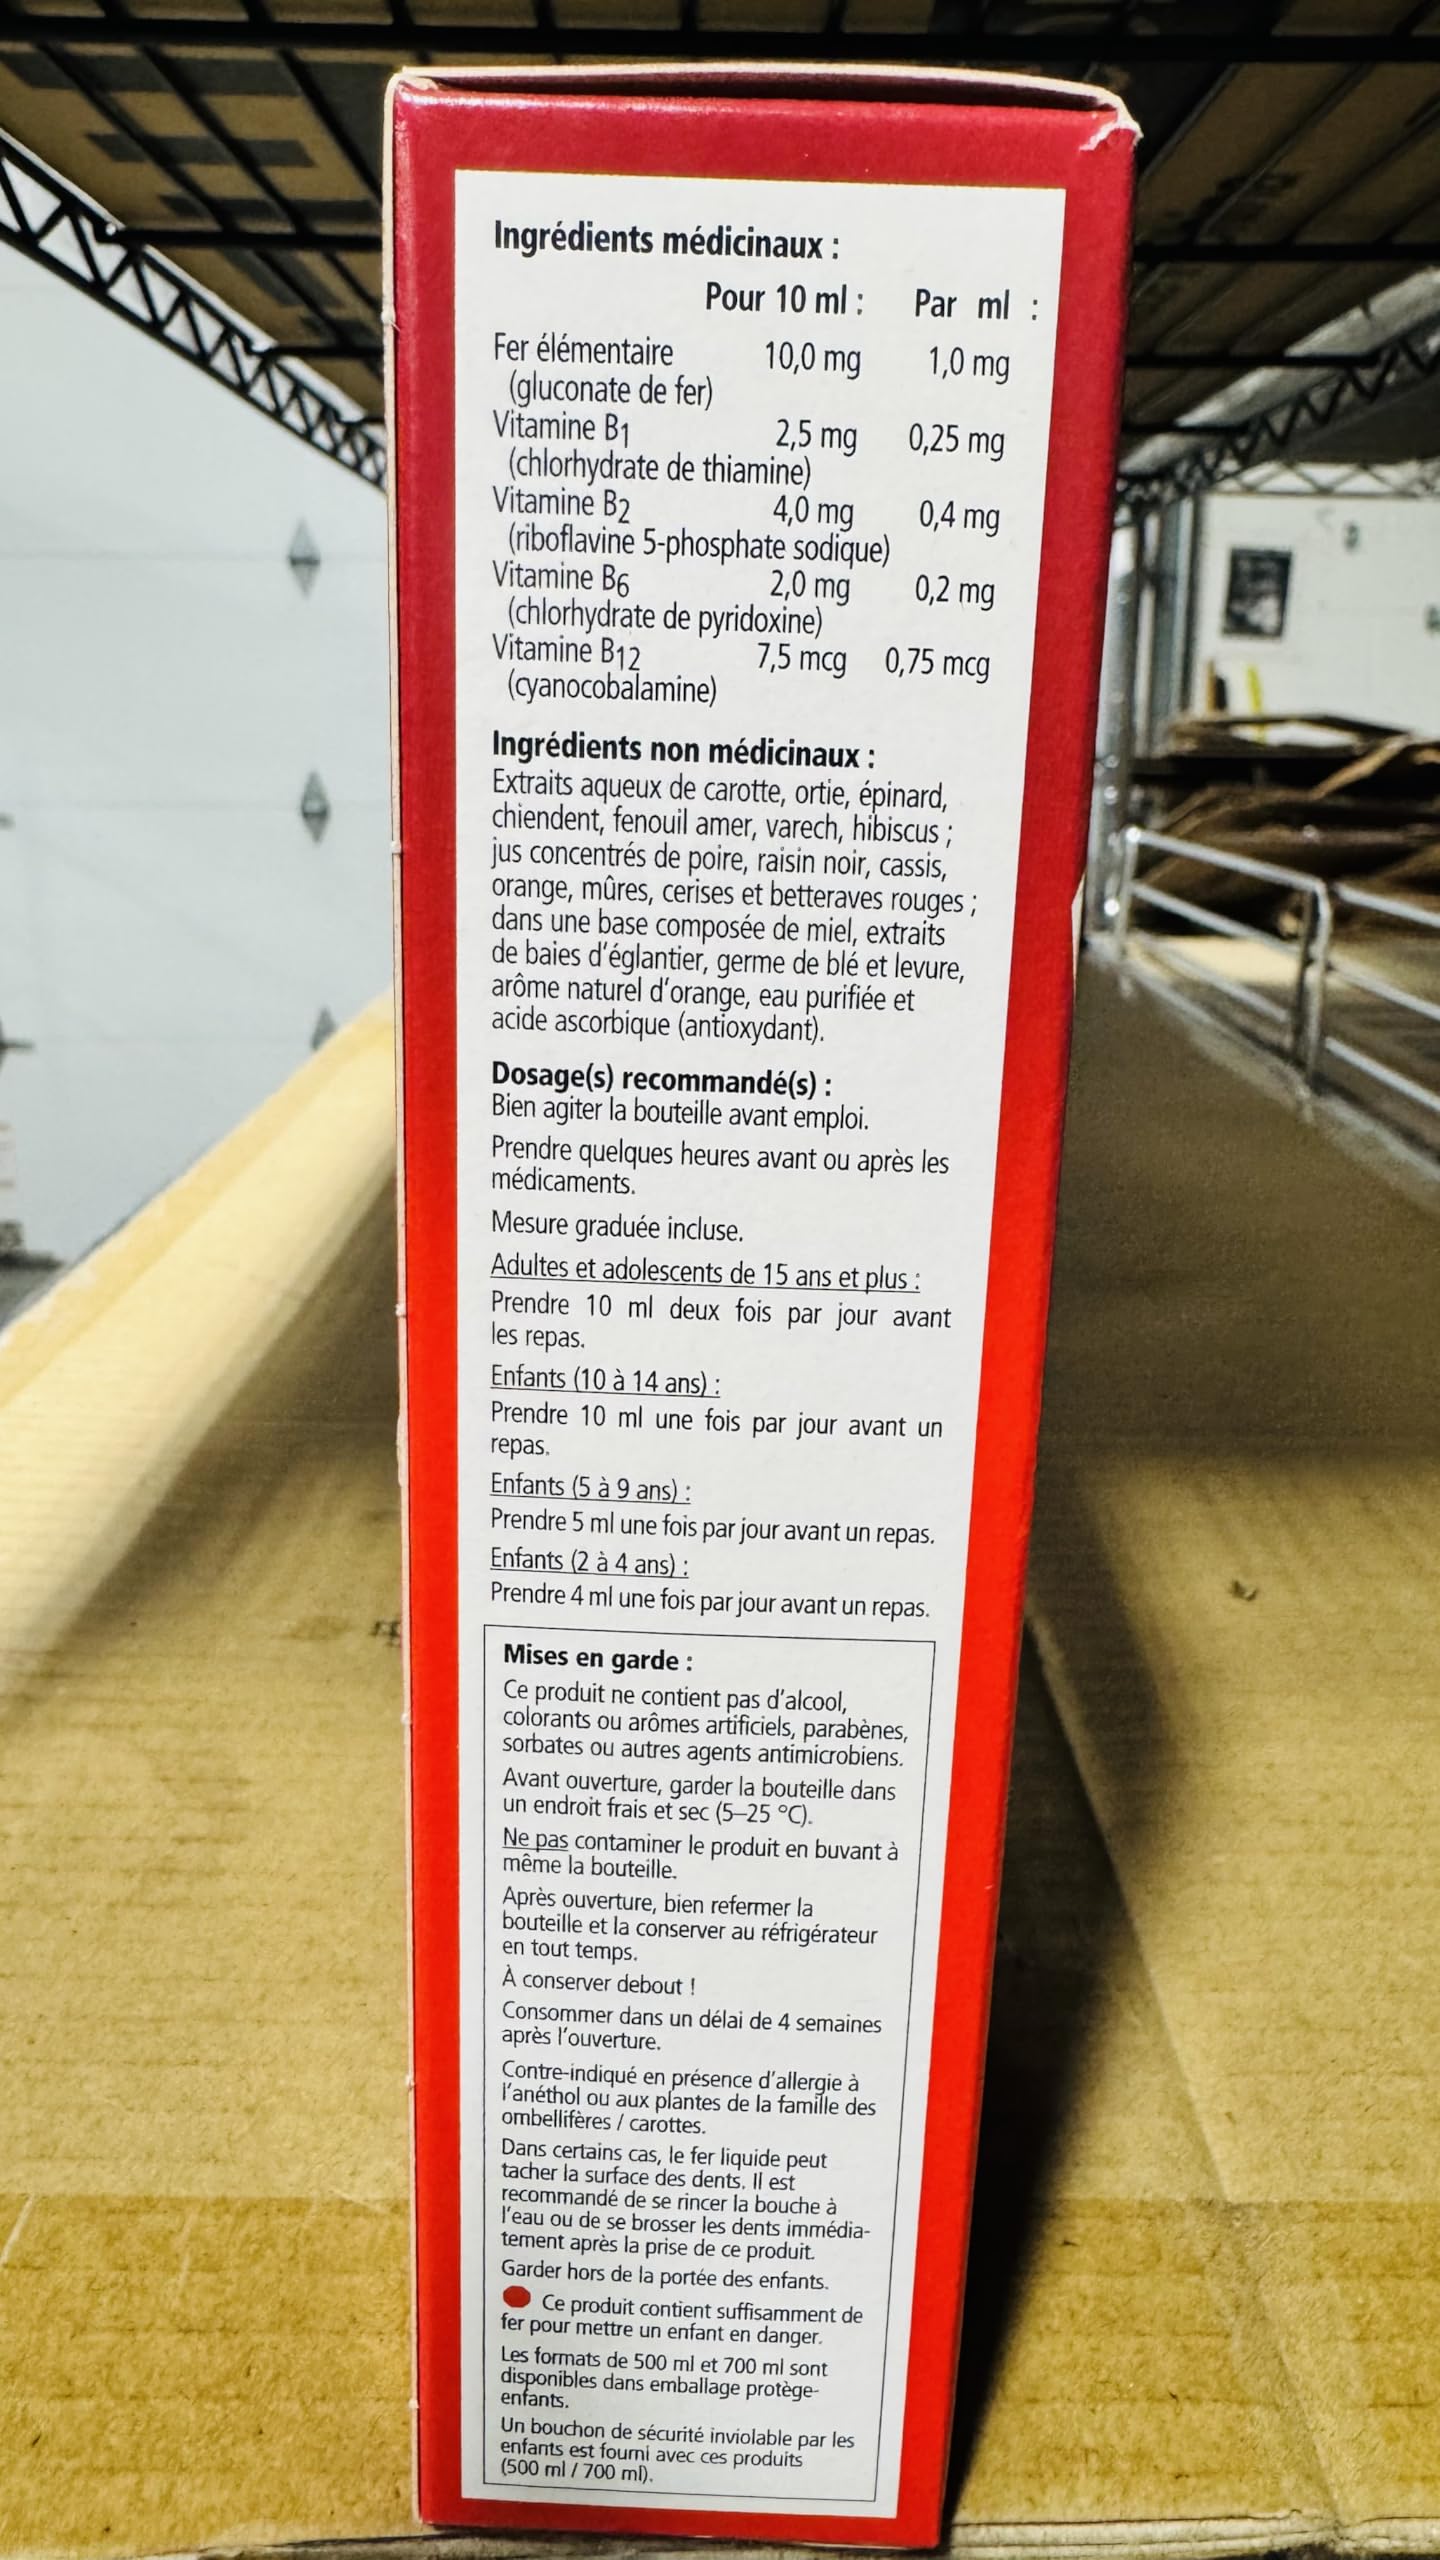 Ingrédients médicinaux :
Pour 10 ml : Par ml :
Fer élémentaire 10,0 mg 1,0 mg
(gluconate de fer)
Vitamine B1 2,5 mg 0,25 mg
(chlorhydrate de thiamine)
Vitamine B2 4,0 mg 0,4 mg
(riboflavine 5-phosphate sodique)
Vitamine B6 2,0 mg 0,2 mg
(chlorhydrate de pyridoxine)
Vitamine B12 7,5 mcg 0,75 mcg
(cyanocobalamine)
Ingrédients non médicinaux :
Extraits aqueux de carotte, ortie, épinard,
chiendent, fenouil amer, varech, hibiscus ;
jus concentrés de poire, raisin noir, cassis,
orange, mûres, cerises et betteraves rouges ;
dans une base composée de miel, extraits
de baies d'églantier, germe de blé et levure,
arôme naturel d'orange, eau purifiée et
acide ascorbique (antioxydant).
Dosage(s) recommandé(s) :
Bien agiter la bouteille avant emploi.
Prendre quelques heures avant ou après les
médicaments.
Mesure graduée incluse.
Adultes et adolescents de 15 ans et plus :
Prendre 10 ml deux fois par jour avant
les repas.
Enfants (10 à 14 ans) :
Prendre 10 ml une fois par jour avant un
repas.
Enfants (5 à 9 ans) :
Prendre 5 ml une fois par jour avant un repas.
Enfants (2 à 4 ans) :
Prendre 4 ml une fois par jour avant un repas.
Mises en garde :
Ce produit ne contient pas d'alcool,
colorants ou arômes artificiels, parabènes,
sorbates ou autres agents antimicrobiens.
Avant ouverture, garder la bouteille dans
un endroit frais et sec (5–25 °C).
Ne pas contaminer le produit en buvant à
même la bouteille.
Après ouverture, bien refermer la
bouteille et la conserver au réfrigérateur
en tout temps.
À conserver debout !
Consommer dans un délai de 4 semaines
après l'ouverture.
Contre-indiqué en présence d'allergie à
l'anéthol ou aux plantes de la famille des
ombellifères / carottes.
Dans certains cas, le fer liquide peut
tacher la surface des dents. Il est
recommandé de se rincer la bouche à
l'eau ou de se brosser les dents immédia-
tement après la prise de ce produit.
Garder hors de la portée des enfants.
Ce produit contient suffisamment de
fer pour mettre un enfant en danger.
Les formats de 500 ml et 700 ml sont
disponibles dans emballage protège-
enfants.
Un bouchon de sécurité inviolable par les
enfants est fourni avec ces produits
(500 ml / 700 ml).